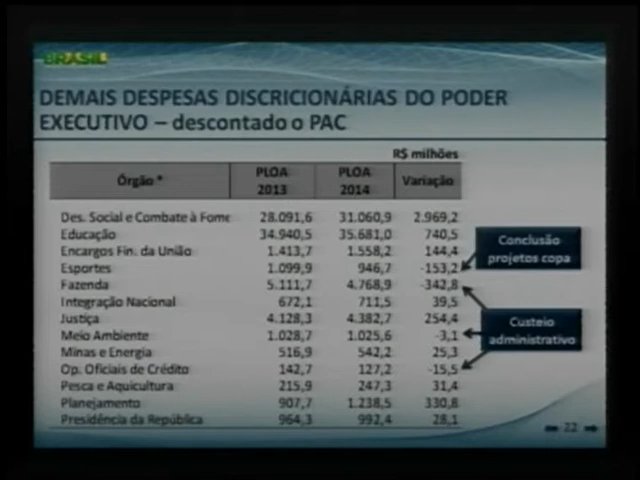 BRASIL
DEMAIS DESPESAS DISCRICIONÁRIAS DO PODER
EXECUTIVO – descontado o PAC
R$ milhões
Órgão * PLOA 2013 PLOA 2014 Variação
Des. Social e Combate à Fome 28.091,6 31.060,9 2.969,2
Educação 34.940,5 35.681,0 740,5
Encargos Fin. da União 1.413,7 1.558,2 144,4
Esportes 1.099,9 946,7 -153,2
Fazenda 5.111,7 4.768,9 -342,8
Integração Nacional 672,1 711,5 39,5
Justiça 4.128,3 4.382,7 254,4
Meio Ambiente 1.028,7 1.025,6 -3,1
Minas e Energia 516,9 542,2 25,3
Op. Oficiais de Crédito 142,7 127,2 -15,5
Pesca e Aquicultura 215,9 247,3 31,4
Planejamento 907,7 1.238,5 330,8
Presidência da República 964,3 992,4 28,1
Conclusão
projetos copa
Custeio
administrativo
22